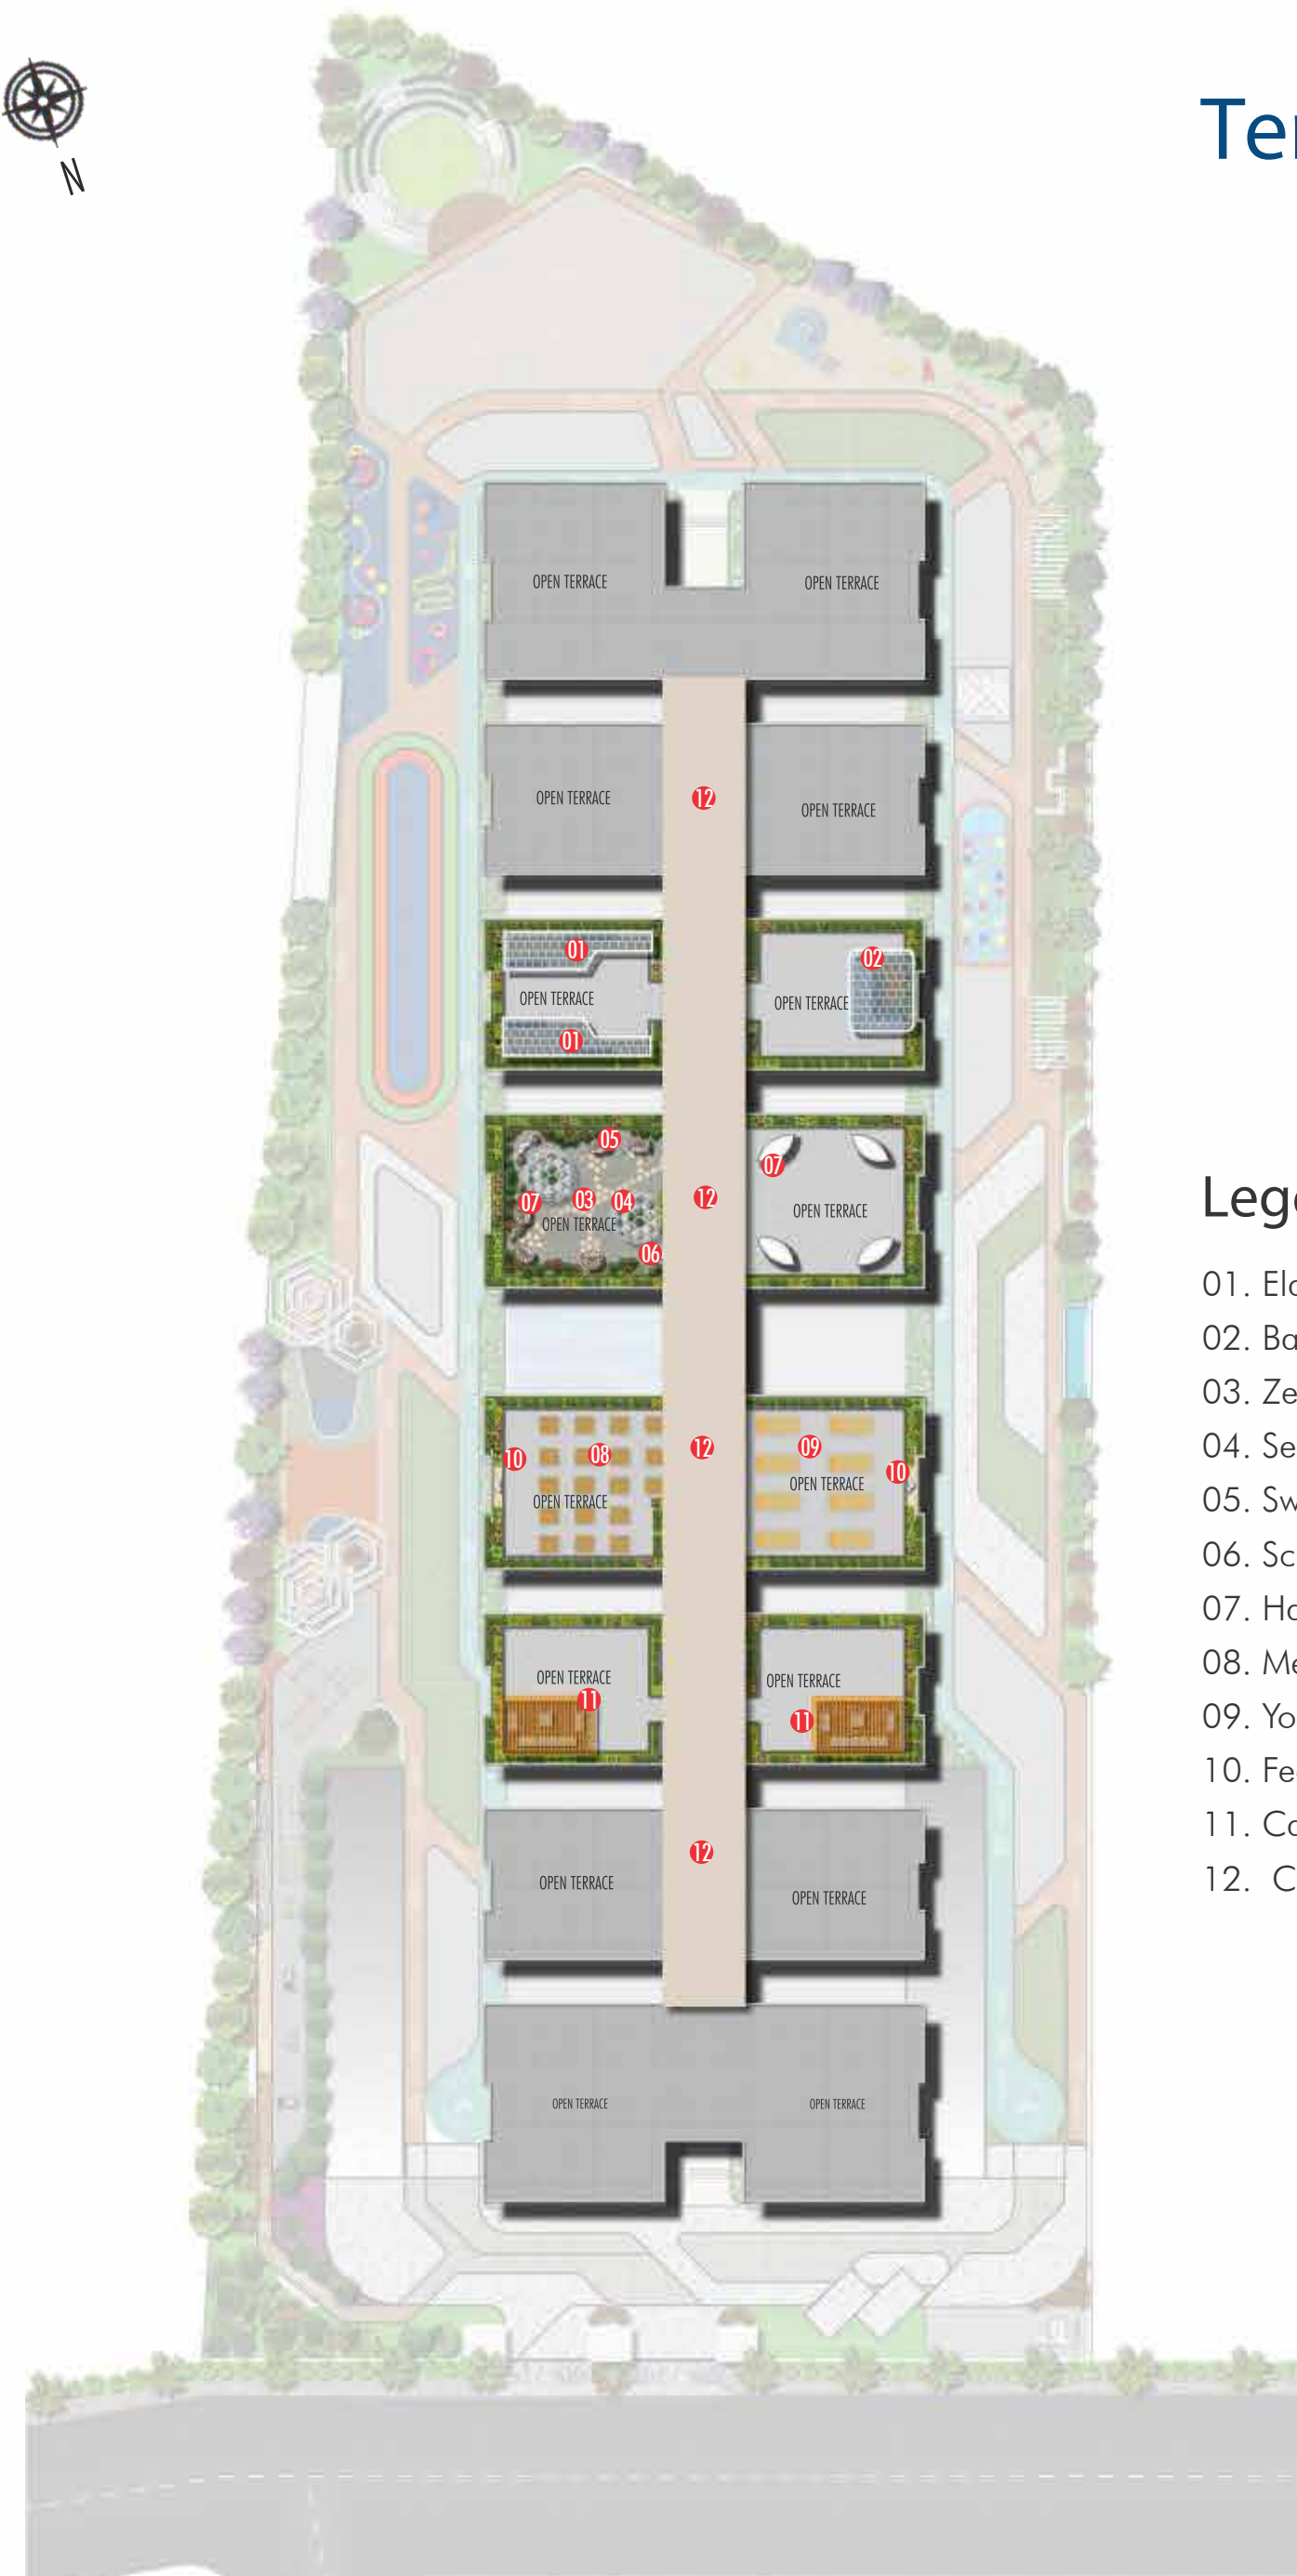 N
Ter
OPEN TERRACE OPEN TERRACE
OPEN TERRACE 12 OPEN TERRACE
01 02
OPEN TERRACE OPEN TERRACE
01
05
07 03 04 12 07
OPEN TERRACE OPEN TERRACE
06
10 08 12 09 10
OPEN TERRACE OPEN TERRACE
OPEN TERRACE OPEN TERRACE
11 11
12
OPEN TERRACE OPEN TERRACE
OPEN TERRACE OPEN TERRACE
Leg
01. El
02. Ba
03. Ze
04. Se
05. Sw
06. Sc
07. Ho
08. Me
09. Yo
10. Fe
11. Co
12. C